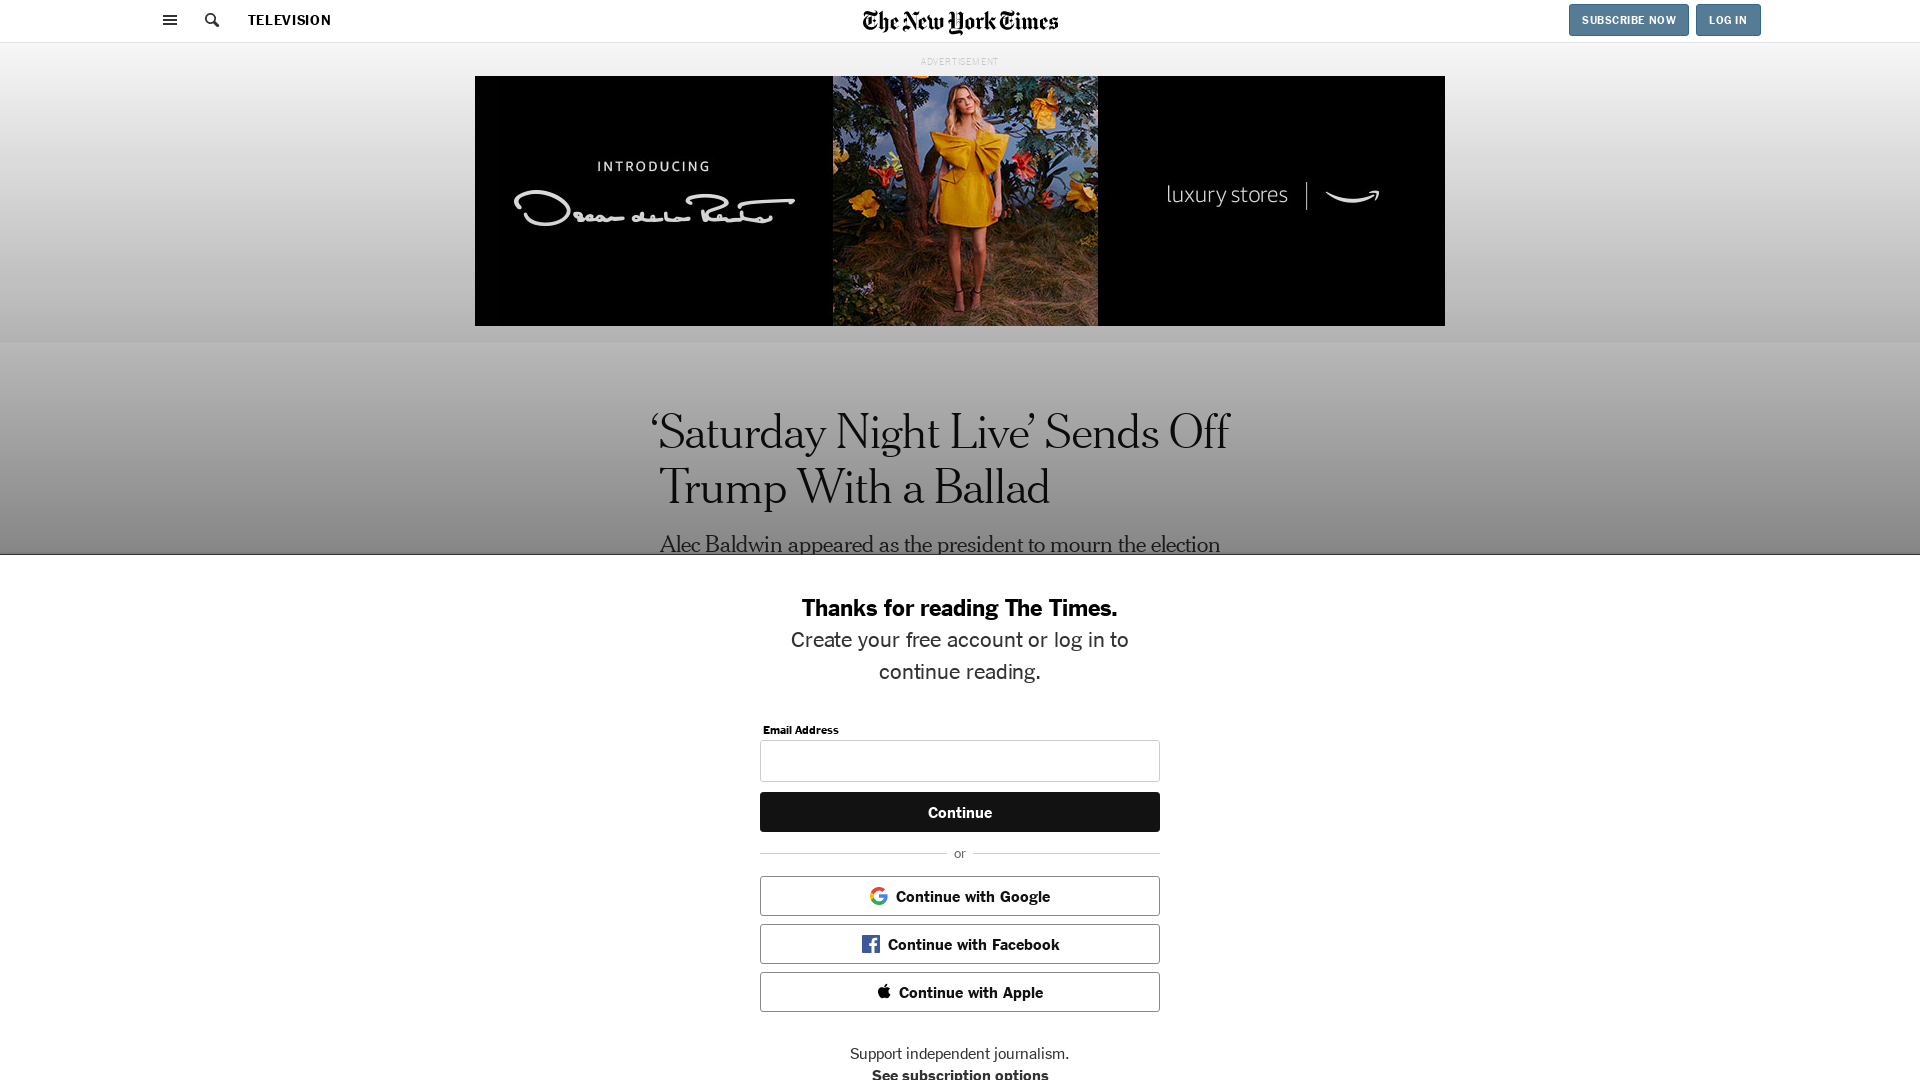 TELEVISION
The New York Times
SUBSCRIBE NOW
LOG IN
ADVERTISEMENT
INTRODUCING
Oscar de la Renta
luxury stores
‘Saturday Night Live’ Sends Off
Trump With a Ballad
Alec Baldwin appeared as the president to mourn the election
Thanks for reading The Times.
Create your free account or log in to
continue reading.
Email Address
Continue
or
Continue with Google
Continue with Facebook
Continue with Apple
Support independent journalism.
See subscription options